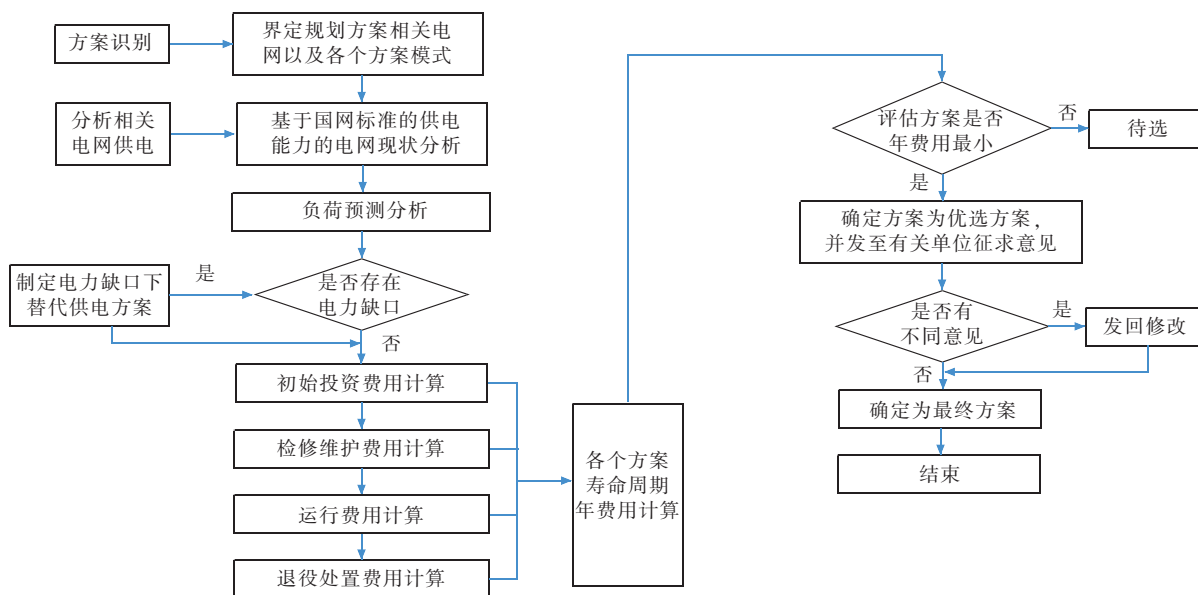 方案识别
界定规划方案相关电
网以及各个方案模式
分析相关
电网供电
基于国网标准的供电
能力的电网现状分析
负荷预测分析
制定电力缺口下
替代供电方案
是
是否存在
电力缺口
否
初始投资费用计算
检修维护费用计算
运行费用计算
退役处置费用计算
各个方案
寿命周期
年费用计算
评估方案是否
年费用最小
否
待选
是
确定方案为优选方案，
并发至有关单位征求意见
是否有
不同意见
是
发回修改
否
确定为最终方案
结束